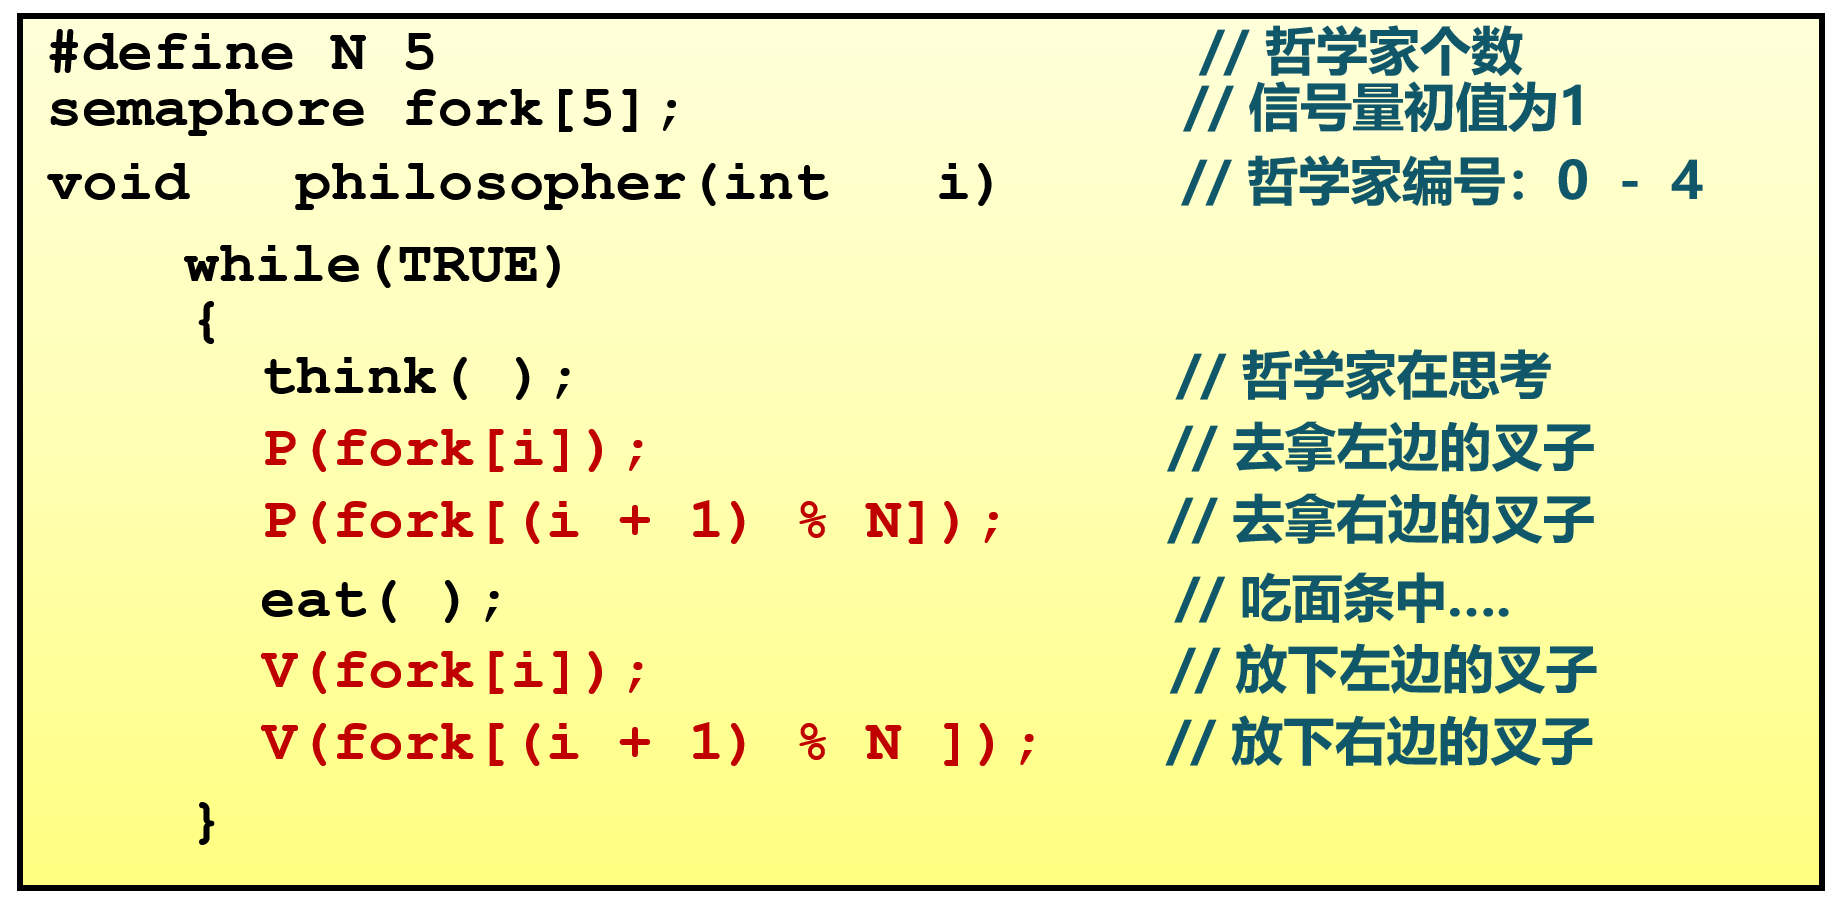 #define N 5 // 哲学家个数
semaphore fork[5]; // 信号量初值为1
void philosopher(int i) // 哲学家编号：0 - 4
while(TRUE)
{
think( ); // 哲学家在思考
P(fork[i]); // 去拿左边的叉子
P(fork[(i + 1) % N]); // 去拿右边的叉子
eat( ); // 吃面条中....
V(fork[i]); // 放下左边的叉子
V(fork[(i + 1) % N ]); // 放下右边的叉子
}